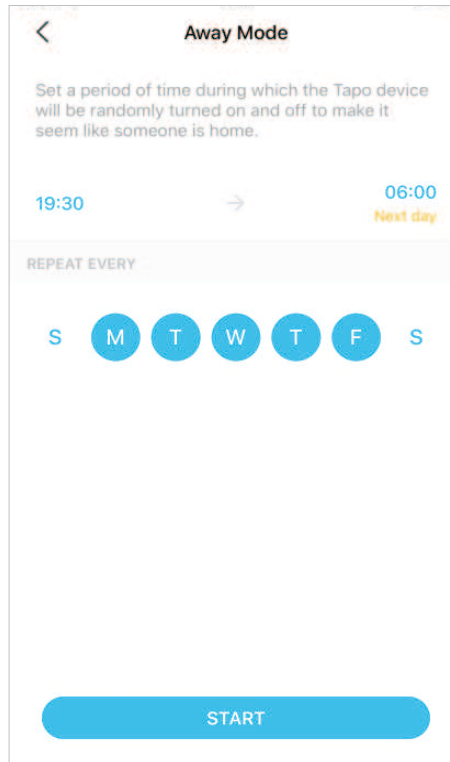 Away Mode
Set a period of time during which the Tapo device
will be randomly turned on and off to make it
seem like someone is home.
19:30 → 06:00
Next day
REPEAT EVERY
S M T W T F S
START